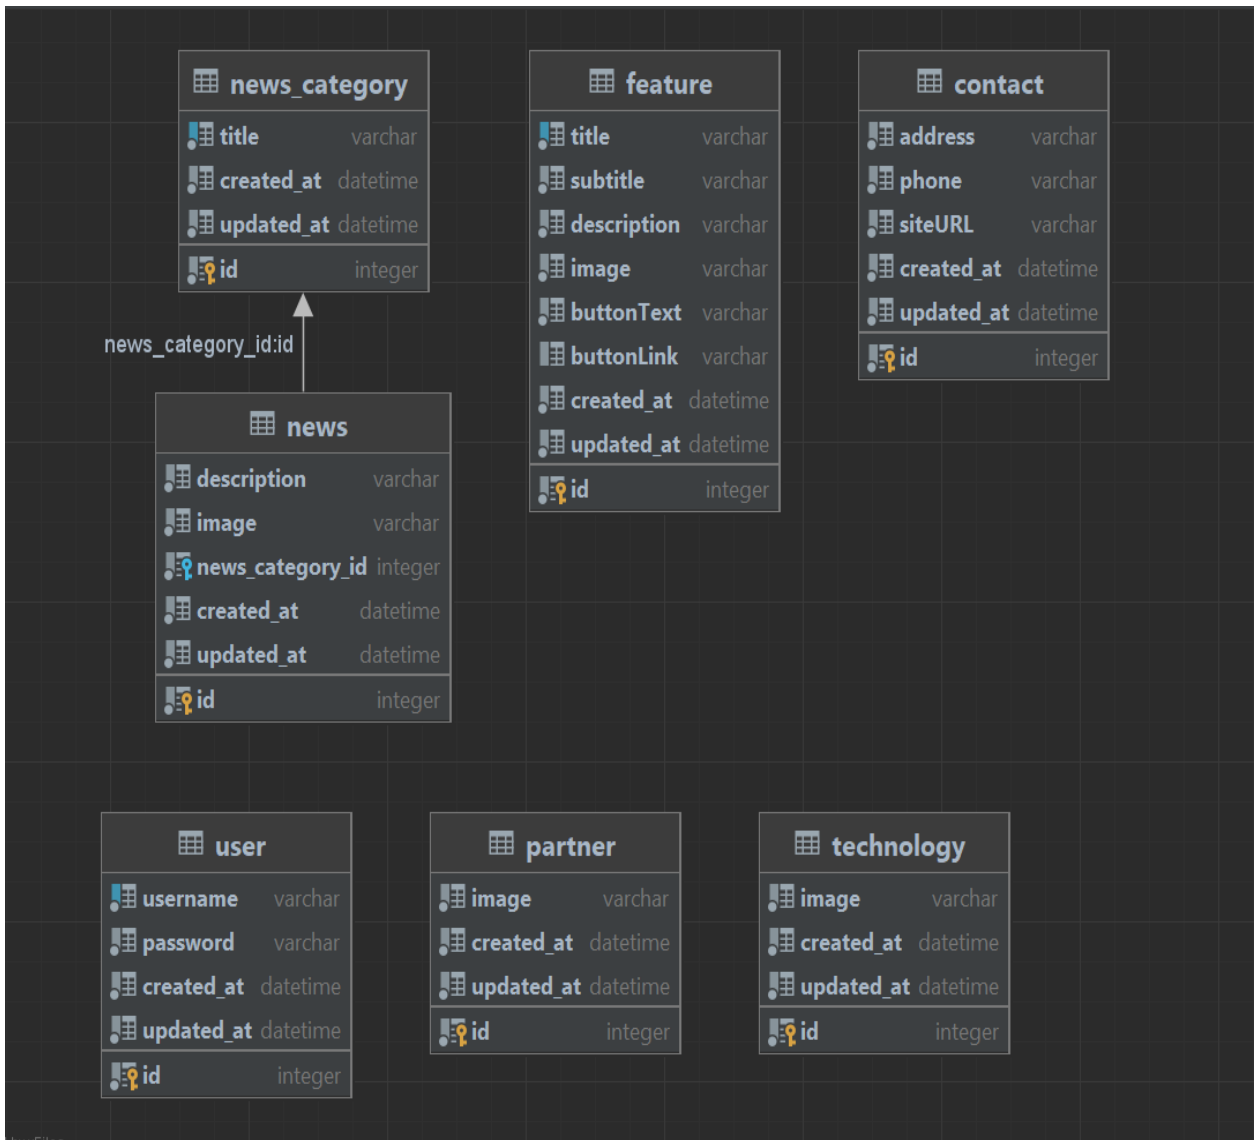 news_category
title varchar
created_at datetime
updated_at datetime
id integer
feature
title varchar
subtitle varchar
description varchar
image varchar
buttonText varchar
buttonLink varchar
created_at datetime
updated_at datetime
id integer
contact
address varchar
phone varchar
siteURL varchar
created_at datetime
updated_at datetime
id integer
news_category_id:id
news
description varchar
image varchar
news_category_id integer
created_at datetime
updated_at datetime
id integer
user
username varchar
password varchar
created_at datetime
updated_at datetime
id integer
partner
image varchar
created_at datetime
updated_at datetime
id integer
technology
image varchar
created_at datetime
updated_at datetime
id integer